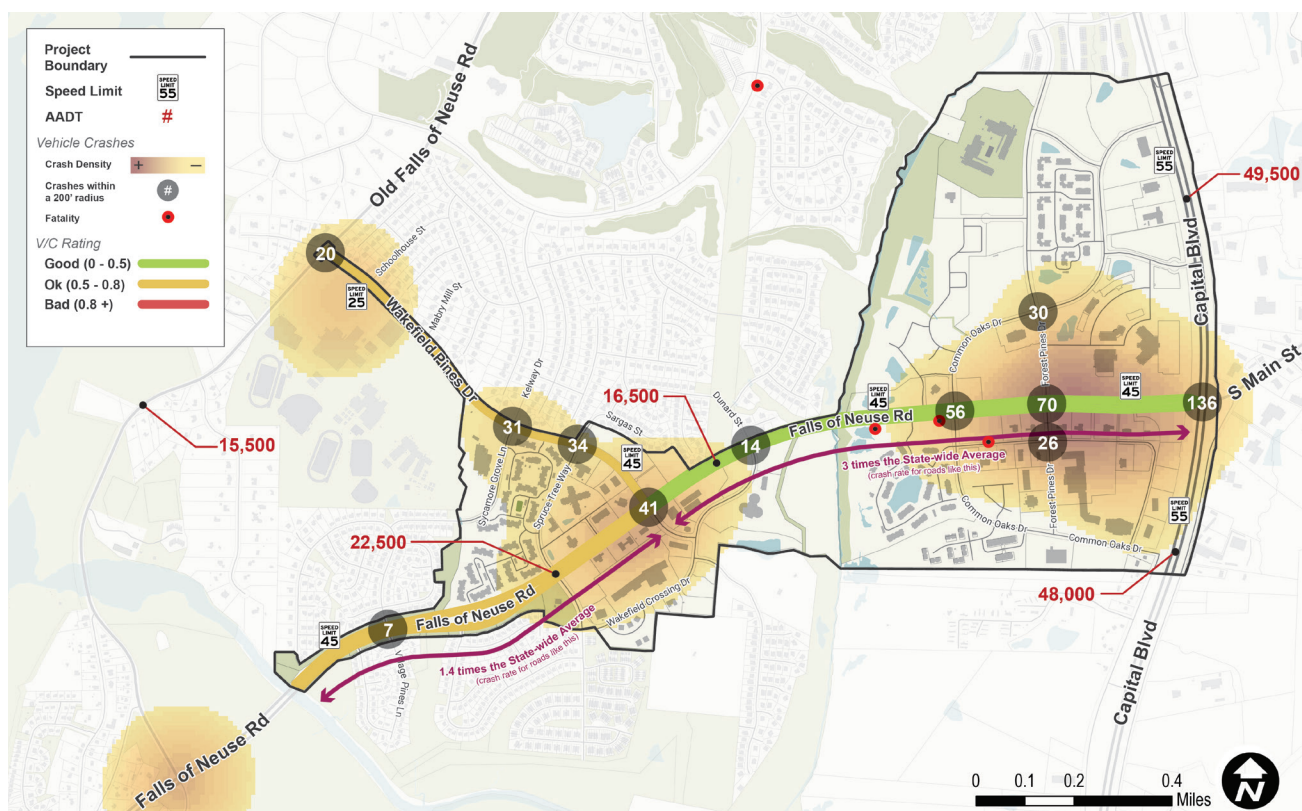 Project
Boundary
Speed Limit
SPEED
LIMIT
55
AADT
#
Vehicle Crashes
Crash Density
+
–
Crashes within
a 200' radius
#
Fatality
V/C Rating
Good (0 - 0.5)
Ok (0.5 - 0.8)
Bad (0.8 +)
Old Falls of Neuse Rd
20
Schoolhouse St
SPEED
LIMIT
25
Mabry Mill St
Wakefield Pines Dr
Kelway Dr
31
Sargas St
34
SPEED
LIMIT
45
Sycamore Grove Ln
Spruce Tree Way
15,500
16,500
Dunard St
14
41
22,500
Falls of Neuse Rd
SPEED
LIMIT
45
7
Village Pines Ln
Wakefield Crossing Dr
1.4 times the State-wide Average
(crash rate for roads like this)
Falls of Neuse Rd
SPEED
LIMIT
55
49,500
Capital Blvd
30
Common Oaks Dr
Forest Pines Dr
SPEED
LIMIT
45
SPEED
LIMIT
45
Falls of Neuse Rd
56
70
136
S Main St
26
3 times the State-wide Average
(crash rate for roads like this)
Forest Pines Dr
Common Oaks Dr
Common Oaks Dr
SPEED
LIMIT
55
48,000
Capital Blvd
0
0.1
0.2
0.4
Miles
N